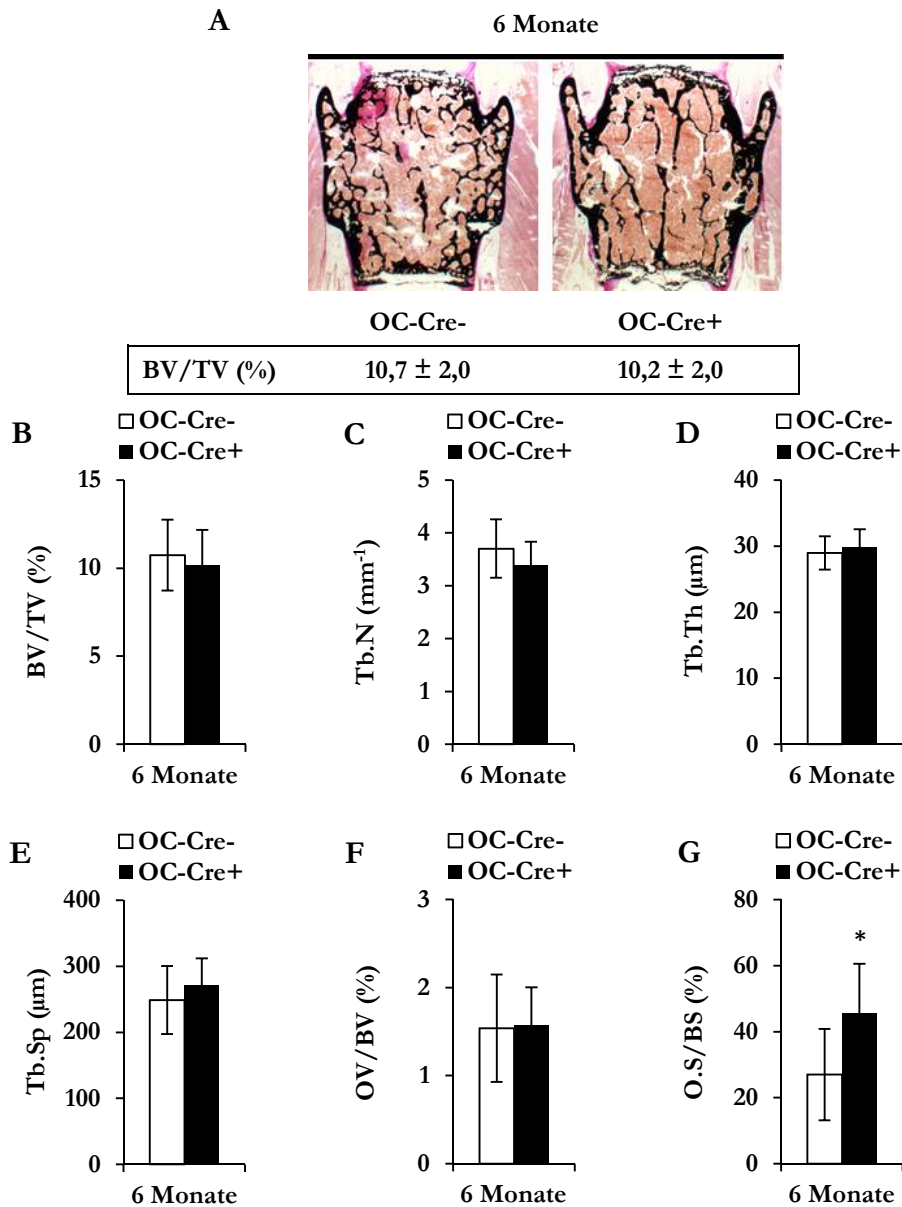 A
6 Monate
OC-Cre- OC-Cre+
BV/TV (%) 10,7 ± 2,0 10,2 ± 2,0
B
OC-Cre-
OC-Cre+
BV/TV (%)
15
10
5
0
6 Monate
C
OC-Cre-
OC-Cre+
Tb.N (mm⁻¹)
5
4
3
2
1
0
6 Monate
D
OC-Cre-
OC-Cre+
Tb.Th (µm)
40
30
20
10
0
6 Monate
E
OC-Cre-
OC-Cre+
Tb.Sp (µm)
400
300
200
100
0
6 Monate
F
OC-Cre-
OC-Cre+
OV/BV (%)
3
2
1
0
6 Monate
G
OC-Cre-
OC-Cre+
O.S/BS (%)
80
60
40
20
0
*
6 Monate